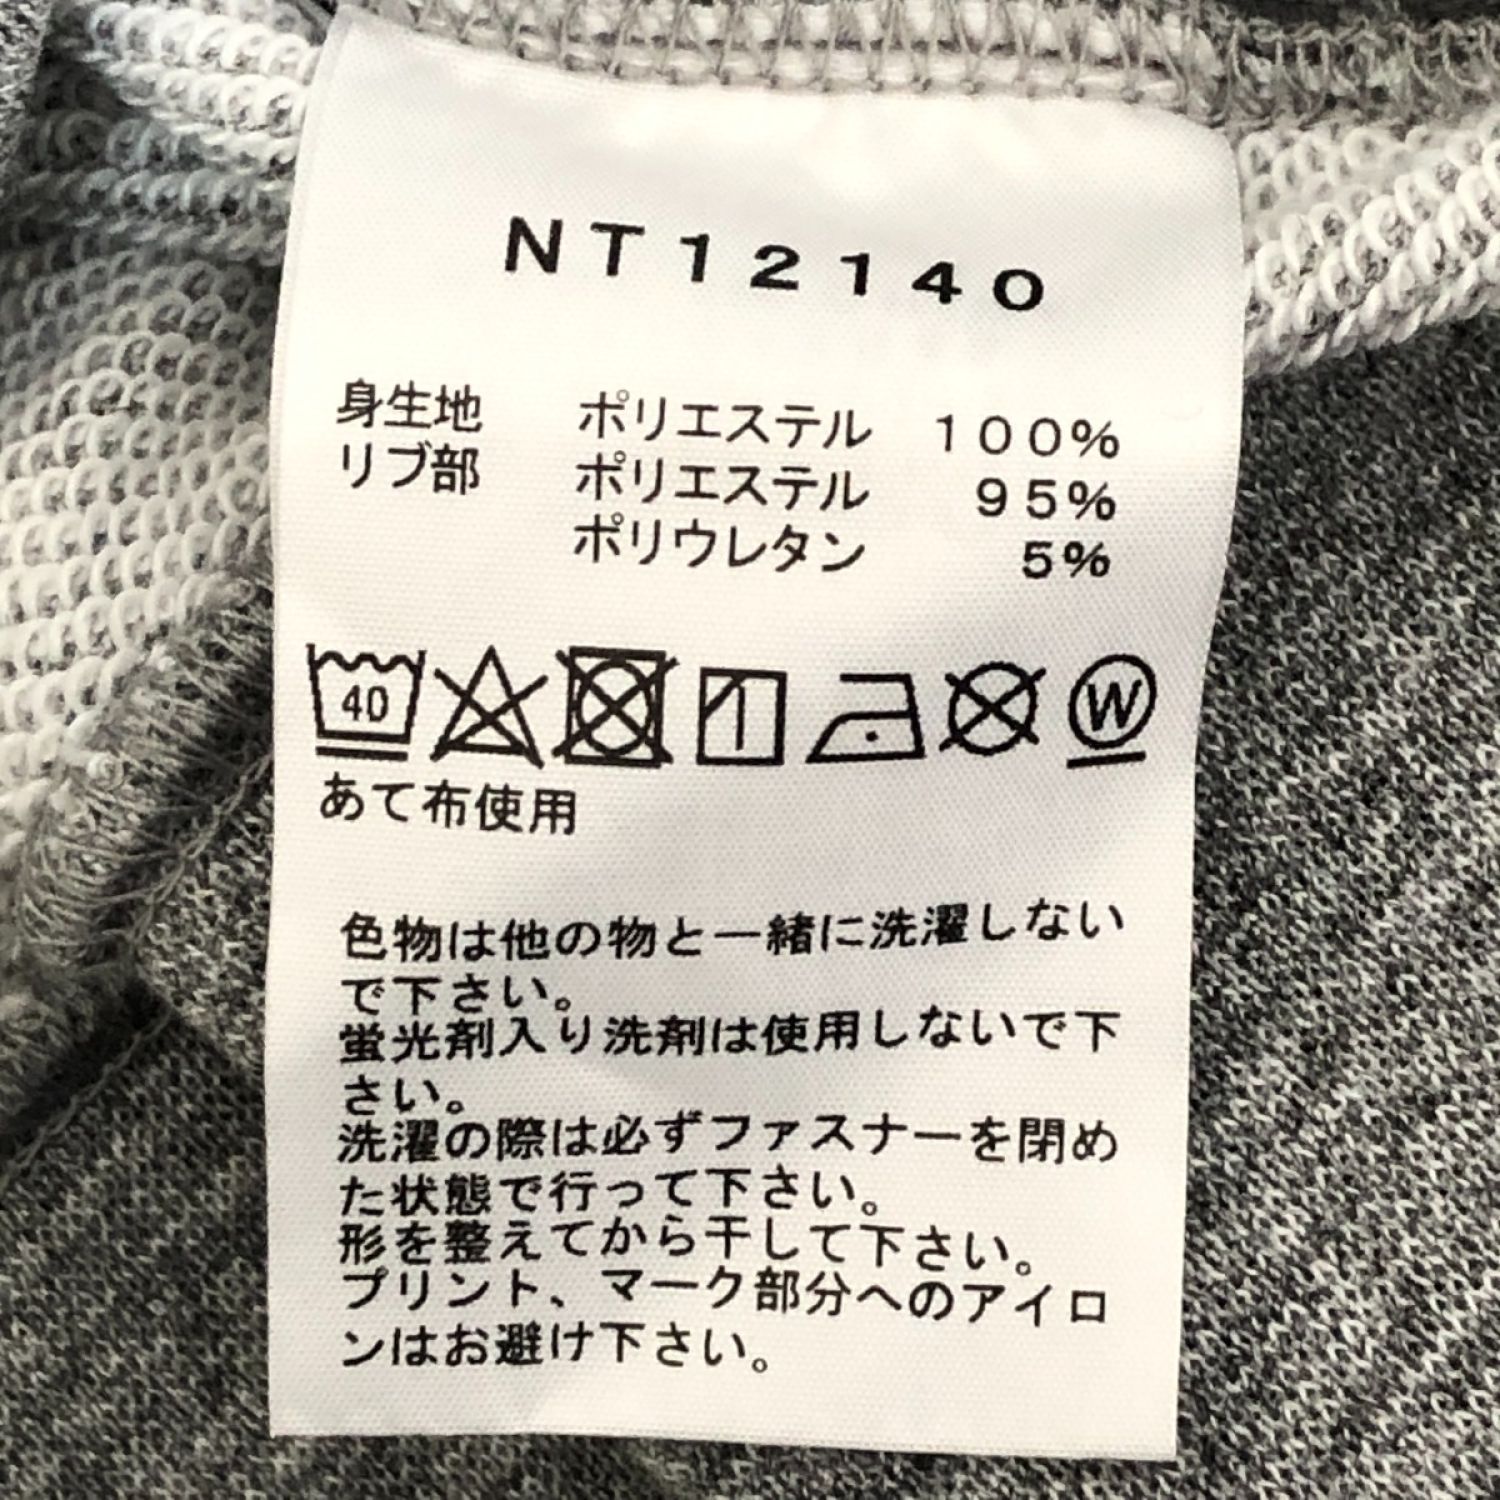 NT12140
身生地 ポリエステル 100%
リブ部 ポリエステル 95%
ポリウレタン 5%
40 W
あて布使用
色物は他の物と一緒に洗濯しない
で下さい。
蛍光剤入り洗剤は使用しないで下
さい。
洗濯の際は必ずファスナーを閉め
た状態で行って下さい。
形を整えてから干して下さい。
プリント、マーク部分へのアイロ
ンはお避け下さい。